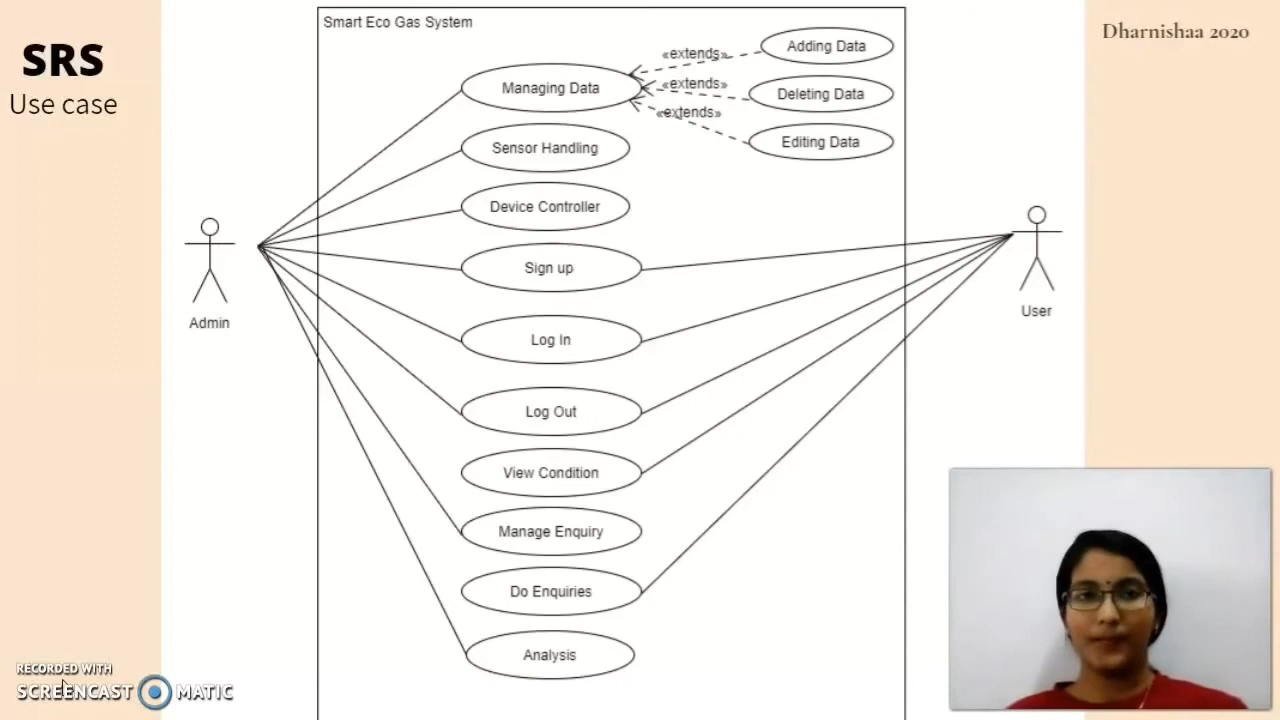 SRS
Use case
Smart Eco Gas System
Dharnishaa 2020
Adding Data
«extends»
Managing Data
«extends»
Deleting Data
«extends»
Editing Data
Sensor Handling
Device Controller
Sign up
Admin
User
Log In
Log Out
View Condition
Manage Enquiry
Do Enquiries
Analysis
RECORDED WITH
SCREENCAST MATIC